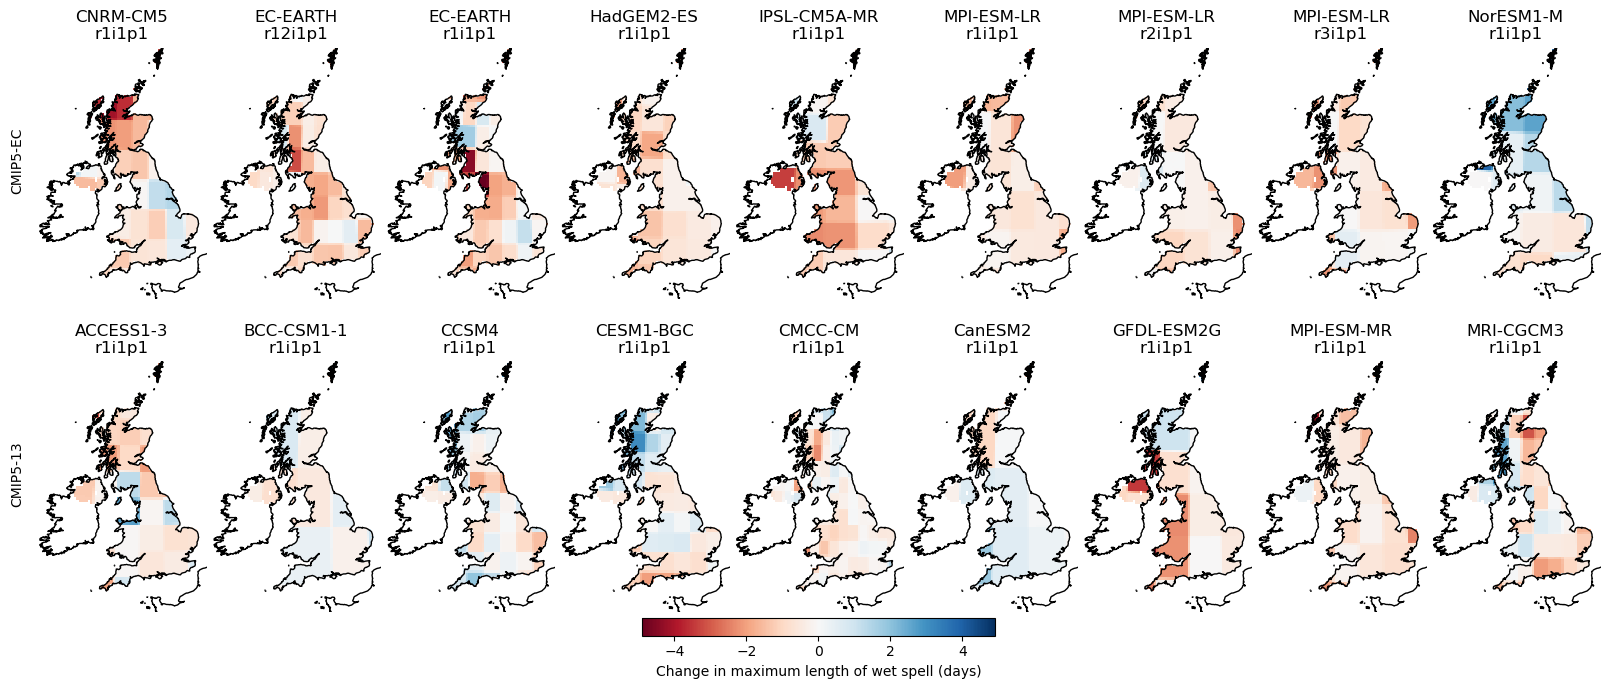 CNRM-CM5 EC-EARTH EC-EARTH HadGEM2-ES IPSL-CM5A-MR MPI-ESM-LR MPI-ESM-LR MPI-ESM-LR NorESM1-M
r1i1p1 r12i1p1 r1i1p1 r1i1p1 r1i1p1 r1i1p1 r2i1p1 r3i1p1 r1i1p1
CMIP5-EC
ACCESS1-3 BCC-CSM1-1 CCSM4 CESM1-BGC CMCC-CM CanESM2 GFDL-ESM2G MPI-ESM-MR MRI-CGCM3
r1i1p1 r1i1p1 r1i1p1 r1i1p1 r1i1p1 r1i1p1 r1i1p1 r1i1p1 r1i1p1
CMIP5-13
−4 −2 0 2 4
Change in maximum length of wet spell (days)